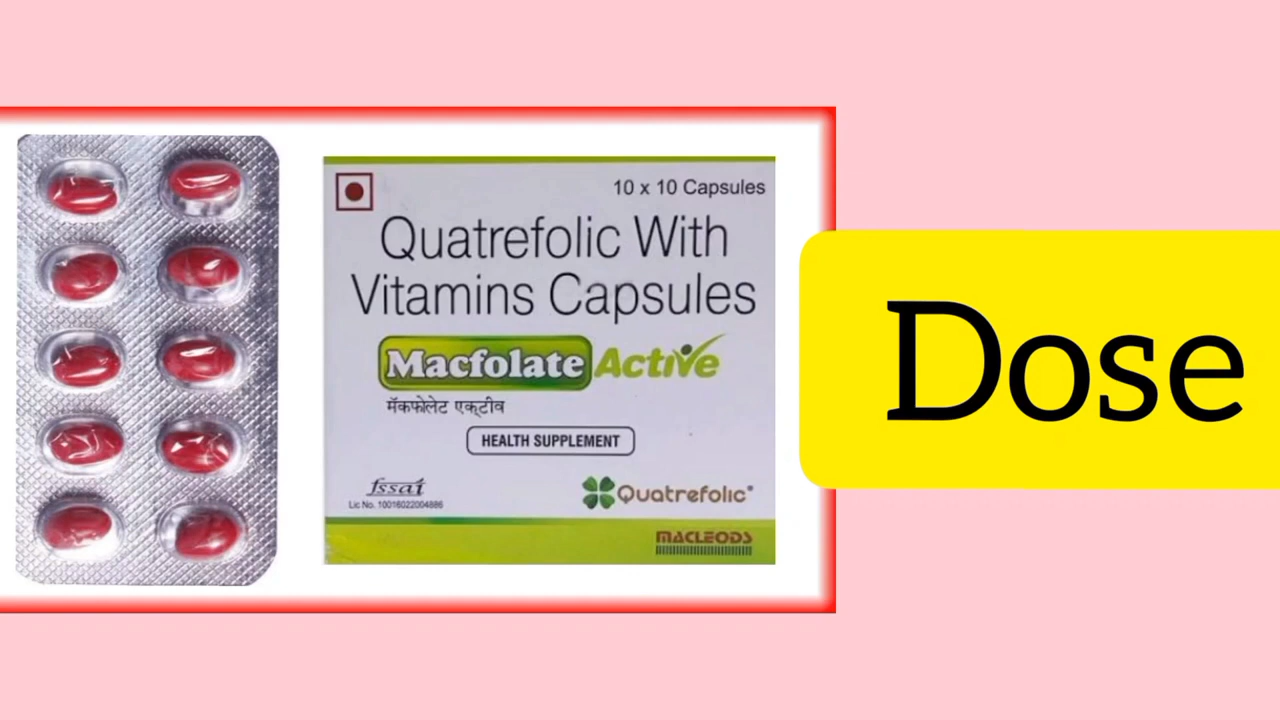 10 x 10 Capsules
Quatrefolic With
Vitamins Capsules
Macfolate Active
मॅकफोलेट एक्टीव
HEALTH SUPPLEMENT
fssai
Lic No. 10016022004886
Quatrefolic®
MACLEODS
Dose